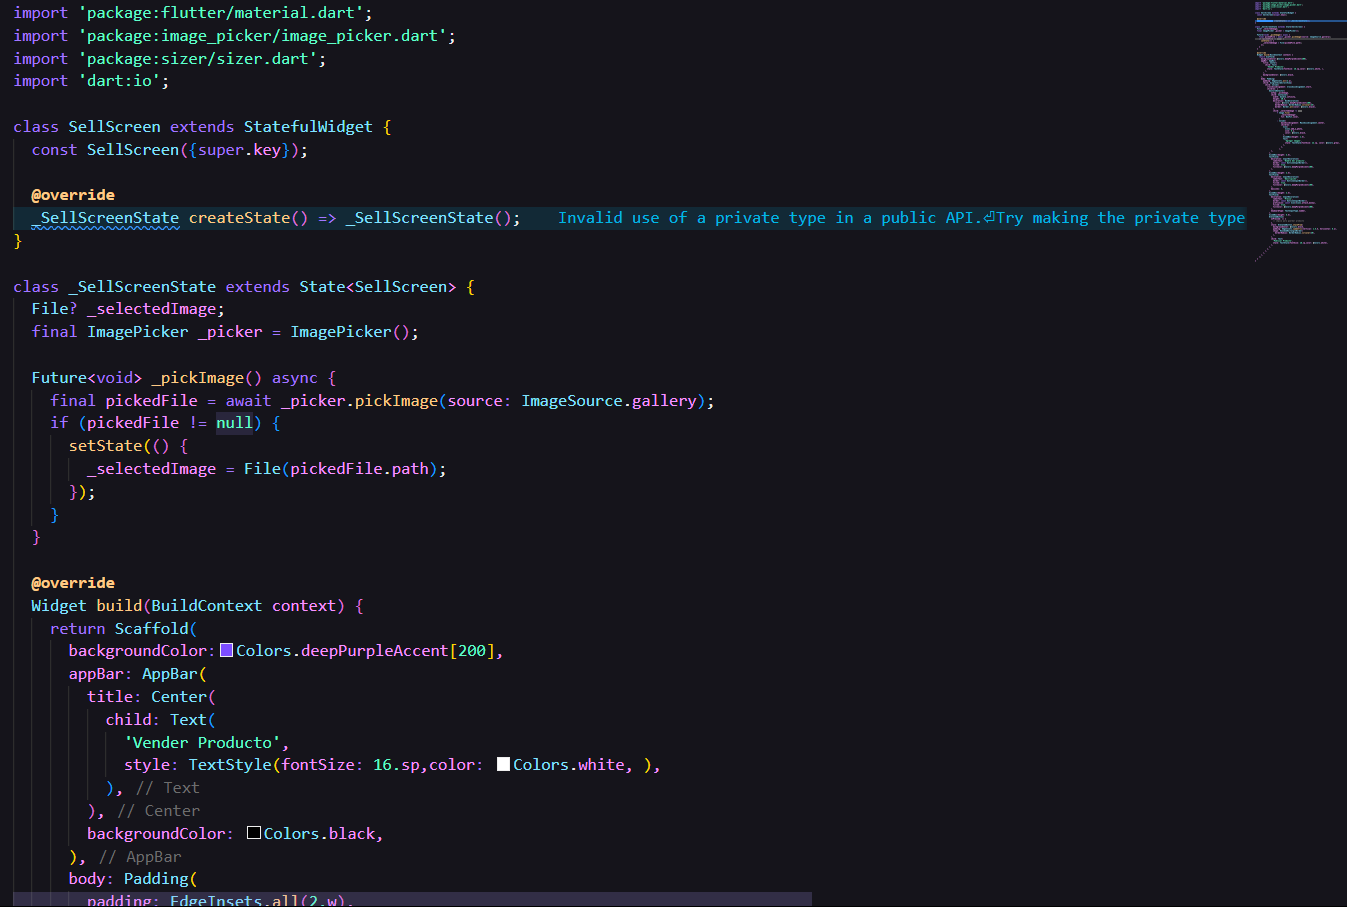 import 'package:flutter/material.dart';
import 'package:image_picker/image_picker.dart';
import 'package:sizer/sizer.dart';
import 'dart:io';

class SellScreen extends StatefulWidget {
  const SellScreen({super.key});

  @override
  _SellScreenState createState() => _SellScreenState();    Invalid use of a private type in a public API.⏎Try making the private type
}

class _SellScreenState extends State<SellScreen> {
  File? _selectedImage;
  final ImagePicker _picker = ImagePicker();

  Future<void> _pickImage() async {
    final pickedFile = await _picker.pickImage(source: ImageSource.gallery);
    if (pickedFile != null) {
      setState(() {
        _selectedImage = File(pickedFile.path);
      });
    }
  }

  @override
  Widget build(BuildContext context) {
    return Scaffold(
      backgroundColor: Colors.deepPurpleAccent[200],
      appBar: AppBar(
        title: Center(
          child: Text(
            'Vender Producto',
            style: TextStyle(fontSize: 16.sp,color: Colors.white, ),
          ), // Text
        ), // Center
        backgroundColor: Colors.black,
      ), // AppBar
      body: Padding(
        padding: EdgeInsets.all(2.w),